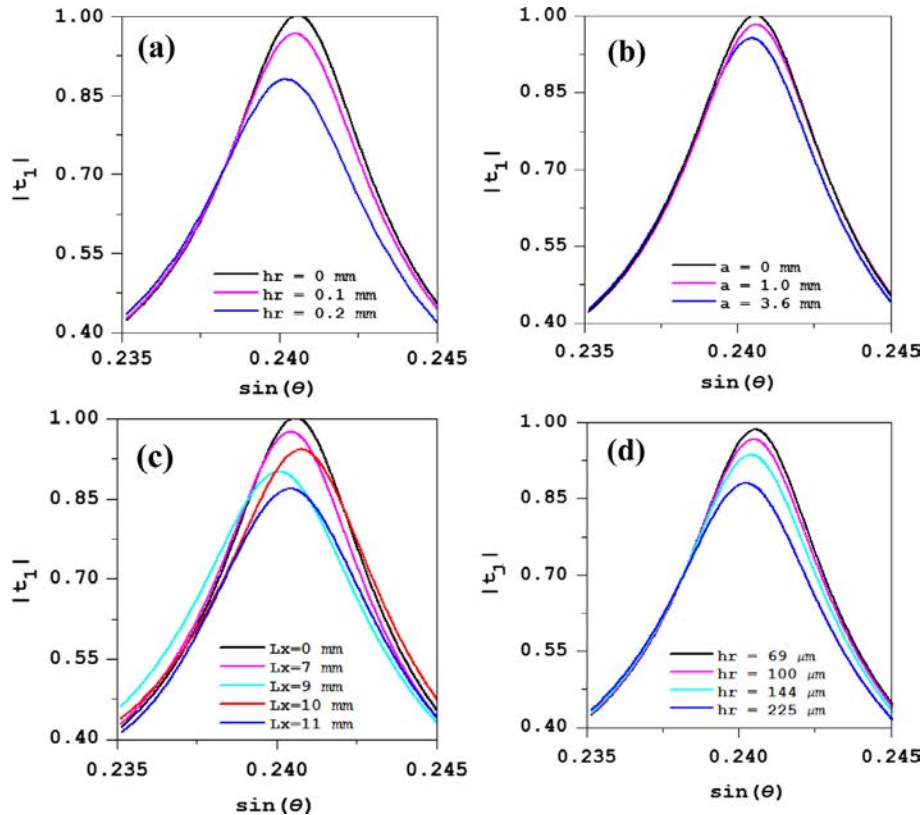 (a)
1.00
0.85
0.70
0.55
0.40
|t_1|
hr = 0 mm
hr = 0.1 mm
hr = 0.2 mm
0.235 0.240 0.245
sin(θ)
(b)
1.00
0.85
0.70
0.55
0.40
|t_1|
a = 0 mm
a = 1.0 mm
a = 3.6 mm
0.235 0.240 0.245
sin(θ)
(c)
1.00
0.85
0.70
0.55
0.40
|t_1|
Lx=0 mm
Lx=7 mm
Lx=9 mm
Lx=10 mm
Lx=11 mm
0.235 0.240 0.245
sin(θ)
(d)
1.00
0.85
0.70
0.55
0.40
|t_1|
hr = 69 μm
hr = 100 μm
hr = 144 μm
hr = 225 μm
0.235 0.240 0.245
sin(θ)